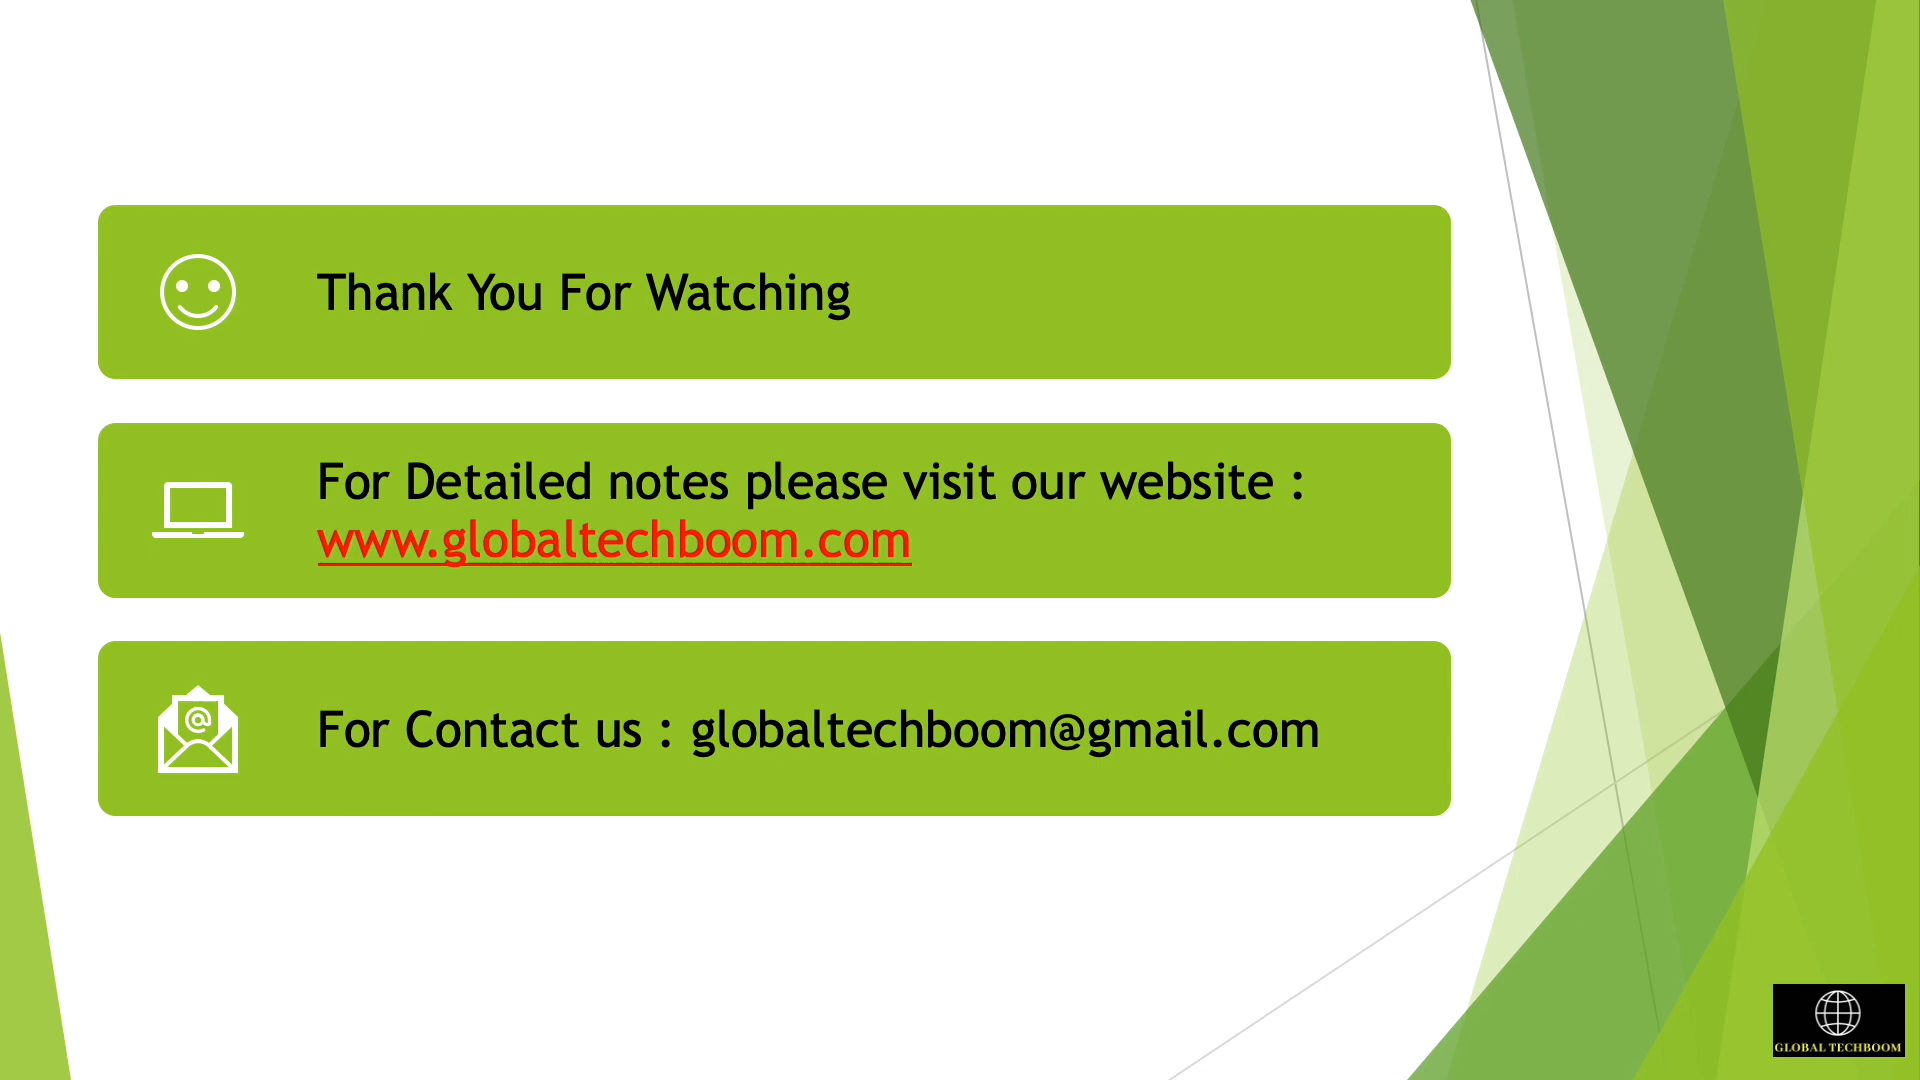 Thank You For Watching
For Detailed notes please visit our website :
www.globaltechboom.com
For Contact us : globaltechboom@gmail.com
GLOBAL TECHBOOM